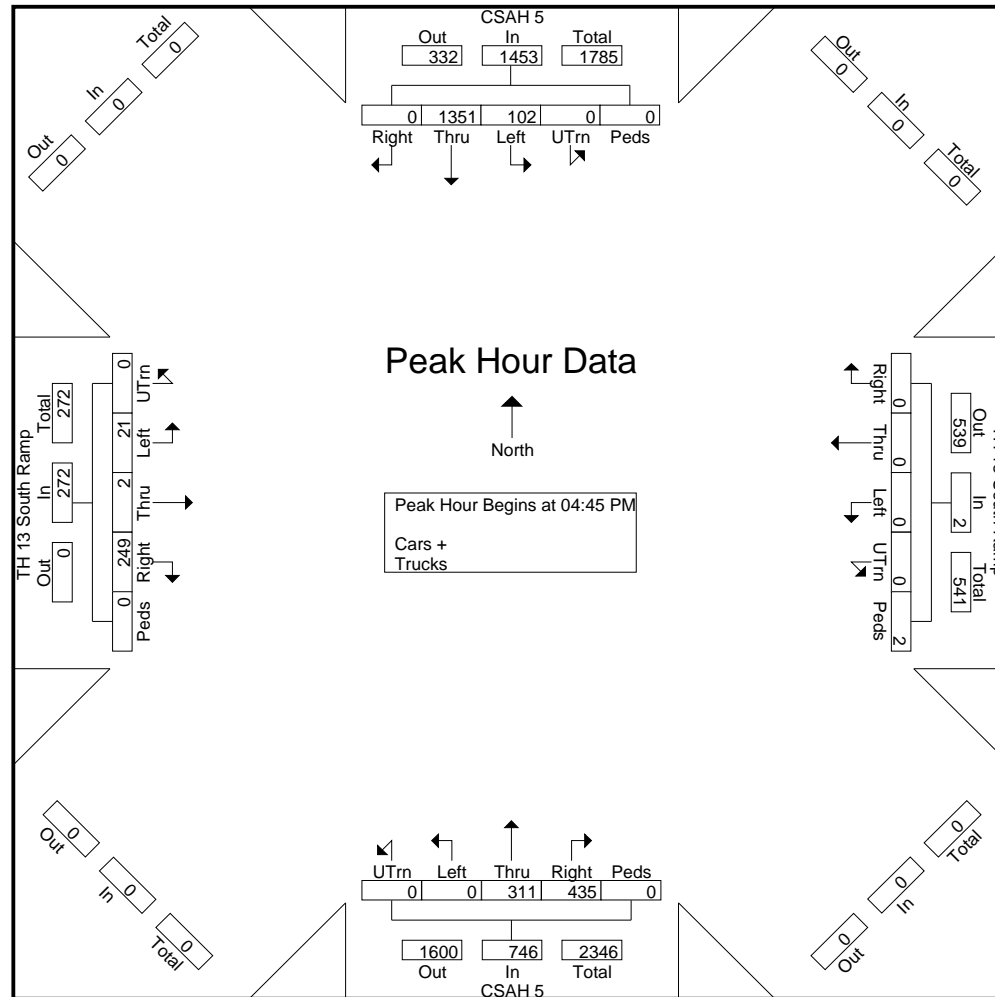 CSAH 5
Out In Total
332 1453 1785
0 1351 102 0 0
Right Thru Left UTrn Peds
Total
0
In
0
Out
0
Out
0
In
0
Total
0
Peak Hour Data
North
Peak Hour Begins at 04:45 PM
Cars +
Trucks
TH 13 South Ramp
Out In Total
0 272 272
0 249 2 21 0
Peds Right Thru Left UTrn
Right Thru Left UTrn Peds
0 0 0 0 2
Out In Total
539 2 541
Out
0
In
0
Total
0
Total
0
In
0
Out
0
UTrn Left Thru Right Peds
0 0 311 435 0
1600 746 2346
Out In Total
CSAH 5